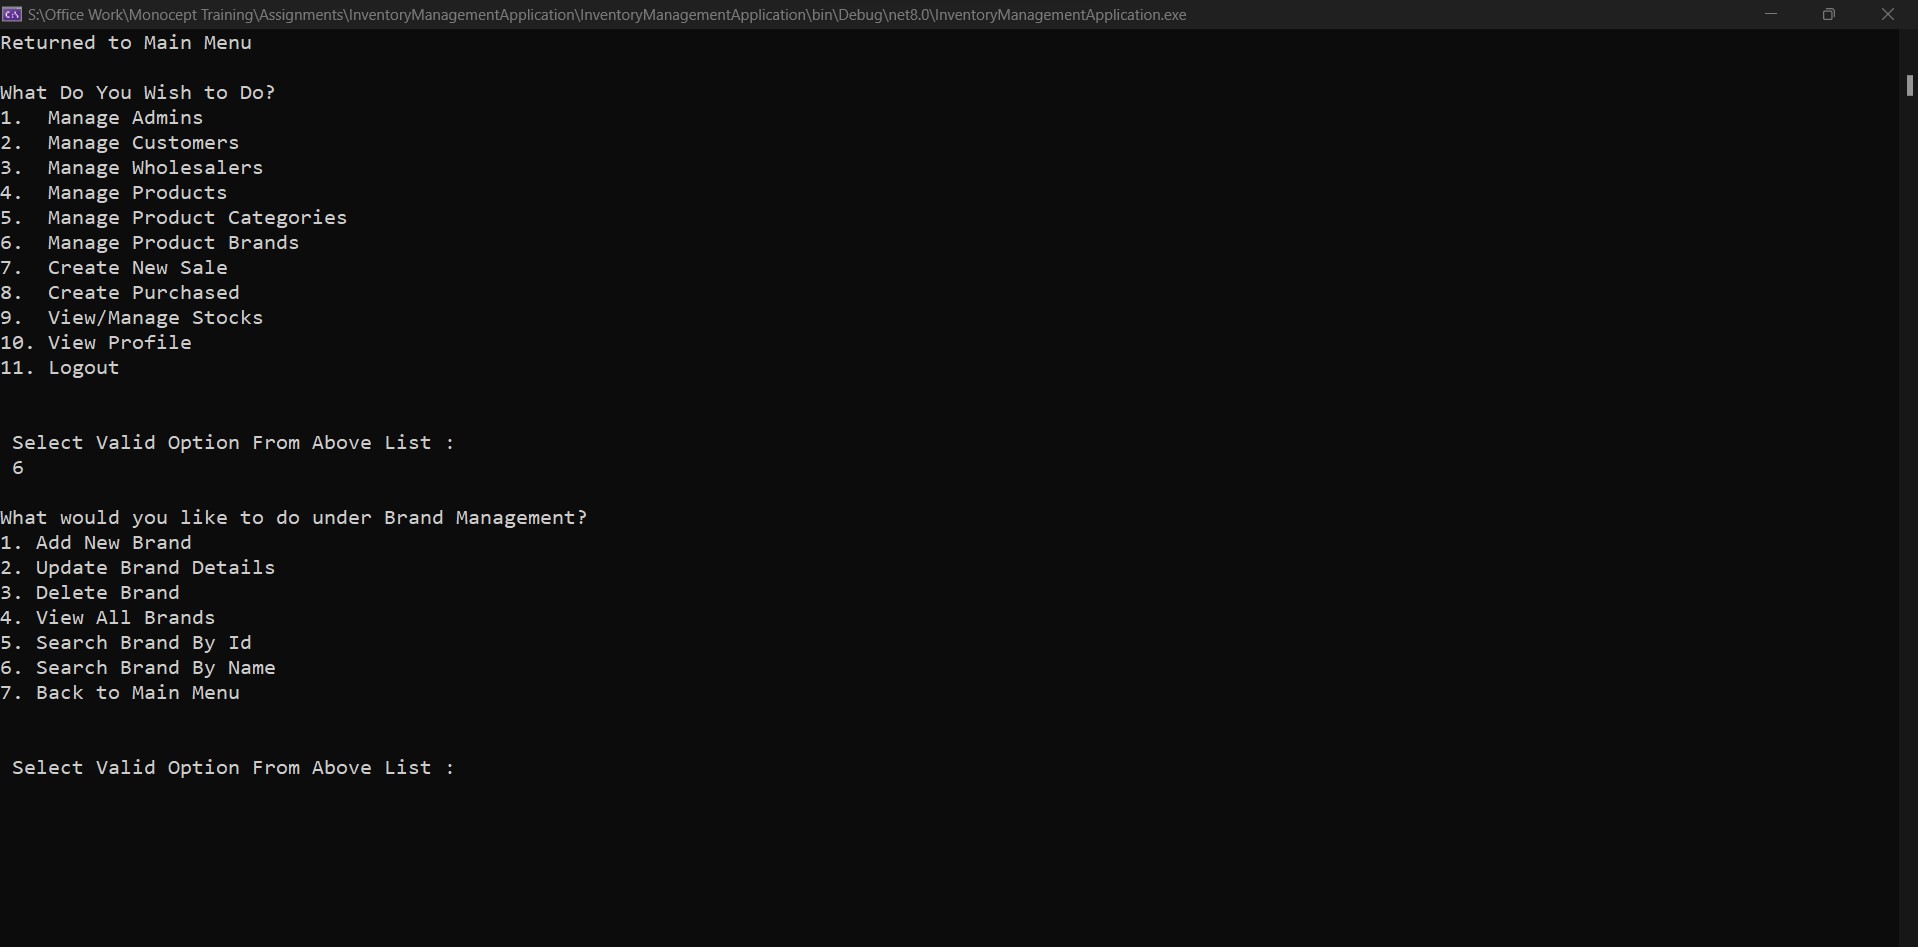 S:\Office Work\Monocept Training\Assignments\InventoryManagementApplication\InventoryManagementApplication\bin\Debug\net8.0\InventoryManagementApplication.exe
Returned to Main Menu
What Do You Wish to Do?
1.  Manage Admins
2.  Manage Customers
3.  Manage Wholesalers
4.  Manage Products
5.  Manage Product Categories
6.  Manage Product Brands
7.  Create New Sale
8.  Create Purchased
9.  View/Manage Stocks
10. View Profile
11. Logout
Select Valid Option From Above List :
6
What would you like to do under Brand Management?
1. Add New Brand
2. Update Brand Details
3. Delete Brand
4. View All Brands
5. Search Brand By Id
6. Search Brand By Name
7. Back to Main Menu
Select Valid Option From Above List :